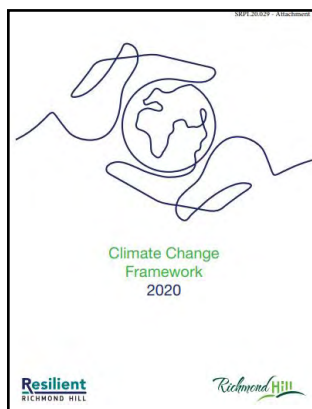 SRPI.20.029 - Attachment
Climate Change
Framework
2020
Resilient
RICHMOND HILL
Richmond Hill